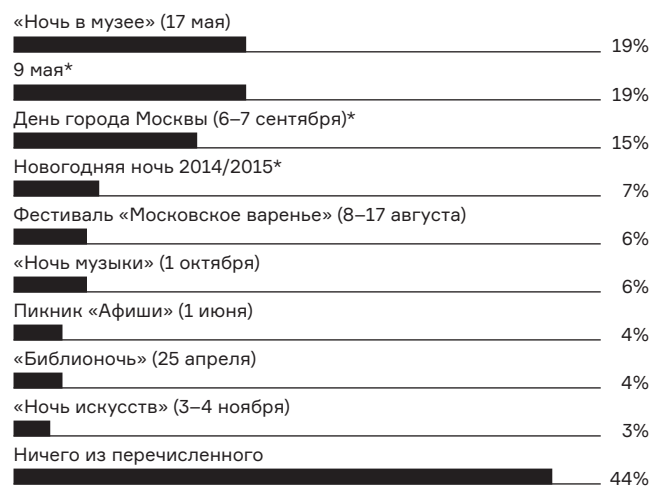 «Ночь в музее» (17 мая)
19%
9 мая*
19%
День города Москвы (6–7 сентября)*
15%
Новогодняя ночь 2014/2015*
7%
Фестиваль «Московское варенье» (8–17 августа)
6%
«Ночь музыки» (1 октября)
6%
Пикник «Афиши» (1 июня)
4%
«Библионочь» (25 апреля)
4%
«Ночь искусств» (3–4 ноября)
3%
Ничего из перечисленного
44%